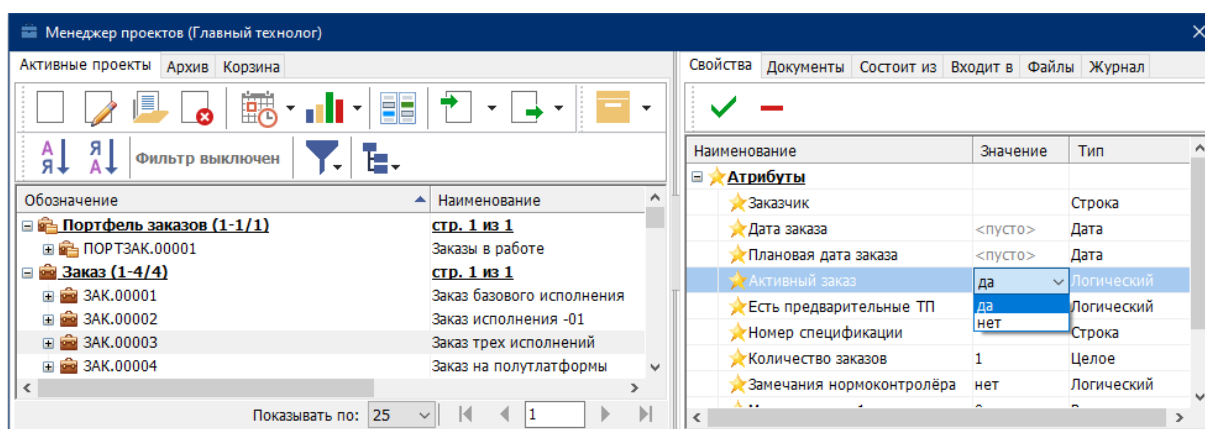 Менеджер проектов (Главный технолог)
Активные проекты Архив Корзина
Фильтр выключен
Обозначение Наименование
Портфель заказов (1-1/1) стр. 1 из 1
ПОРТЗАК.00001 Заказы в работе
Заказ (1-4/4) стр. 1 из 1
ЗАК.00001 Заказ базового исполнения
ЗАК.00002 Заказ исполнения -01
ЗАК.00003 Заказ трех исполнений
ЗАК.00004 Заказ на полутлатформы
Показывать по: 25 1
Свойства Документы Состоит из Входит в Файлы Журнал
Наименование Значение Тип
Атрибуты
Заказчик Строка
Дата заказа <пусто> Дата
Плановая дата заказа <пусто> Дата
Активный заказ да Логический
Есть предварительные ТП да Логический
нет
Номер спецификации Строка
Количество заказов 1 Целое
Замечания нормоконтролёра нет Логический